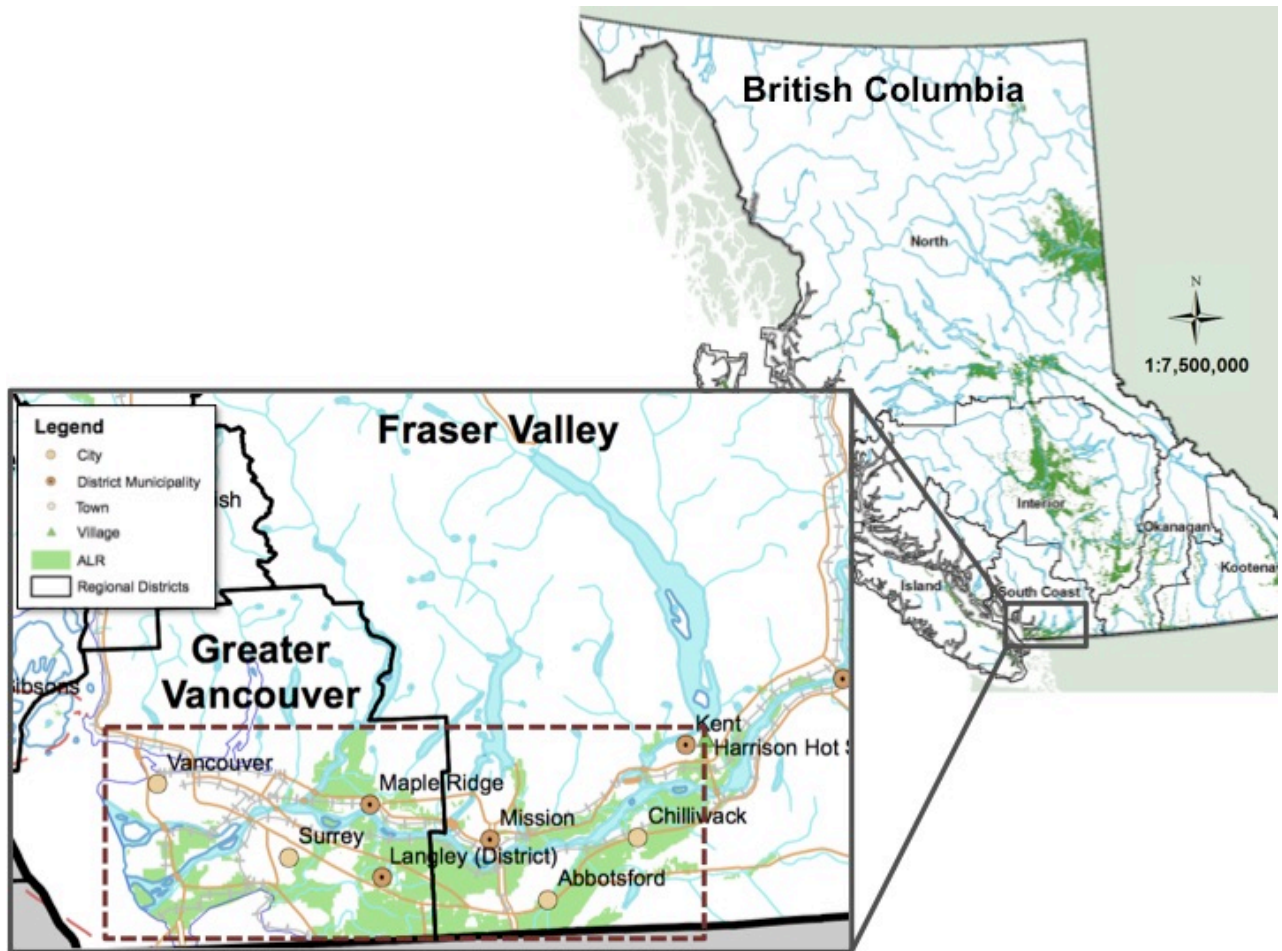 British Columbia
North
N
1:7,500,000
Interior
Okanagan
Kootenay
Island
South Coast
Legend
City
District Municipality
Town
Village
ALR
Regional Districts
Fraser Valley
Greater
Vancouver
Kent
Harrison Hot S
Vancouver
Maple Ridge
Mission
Chilliwack
Surrey
Langley (District)
Abbotsford